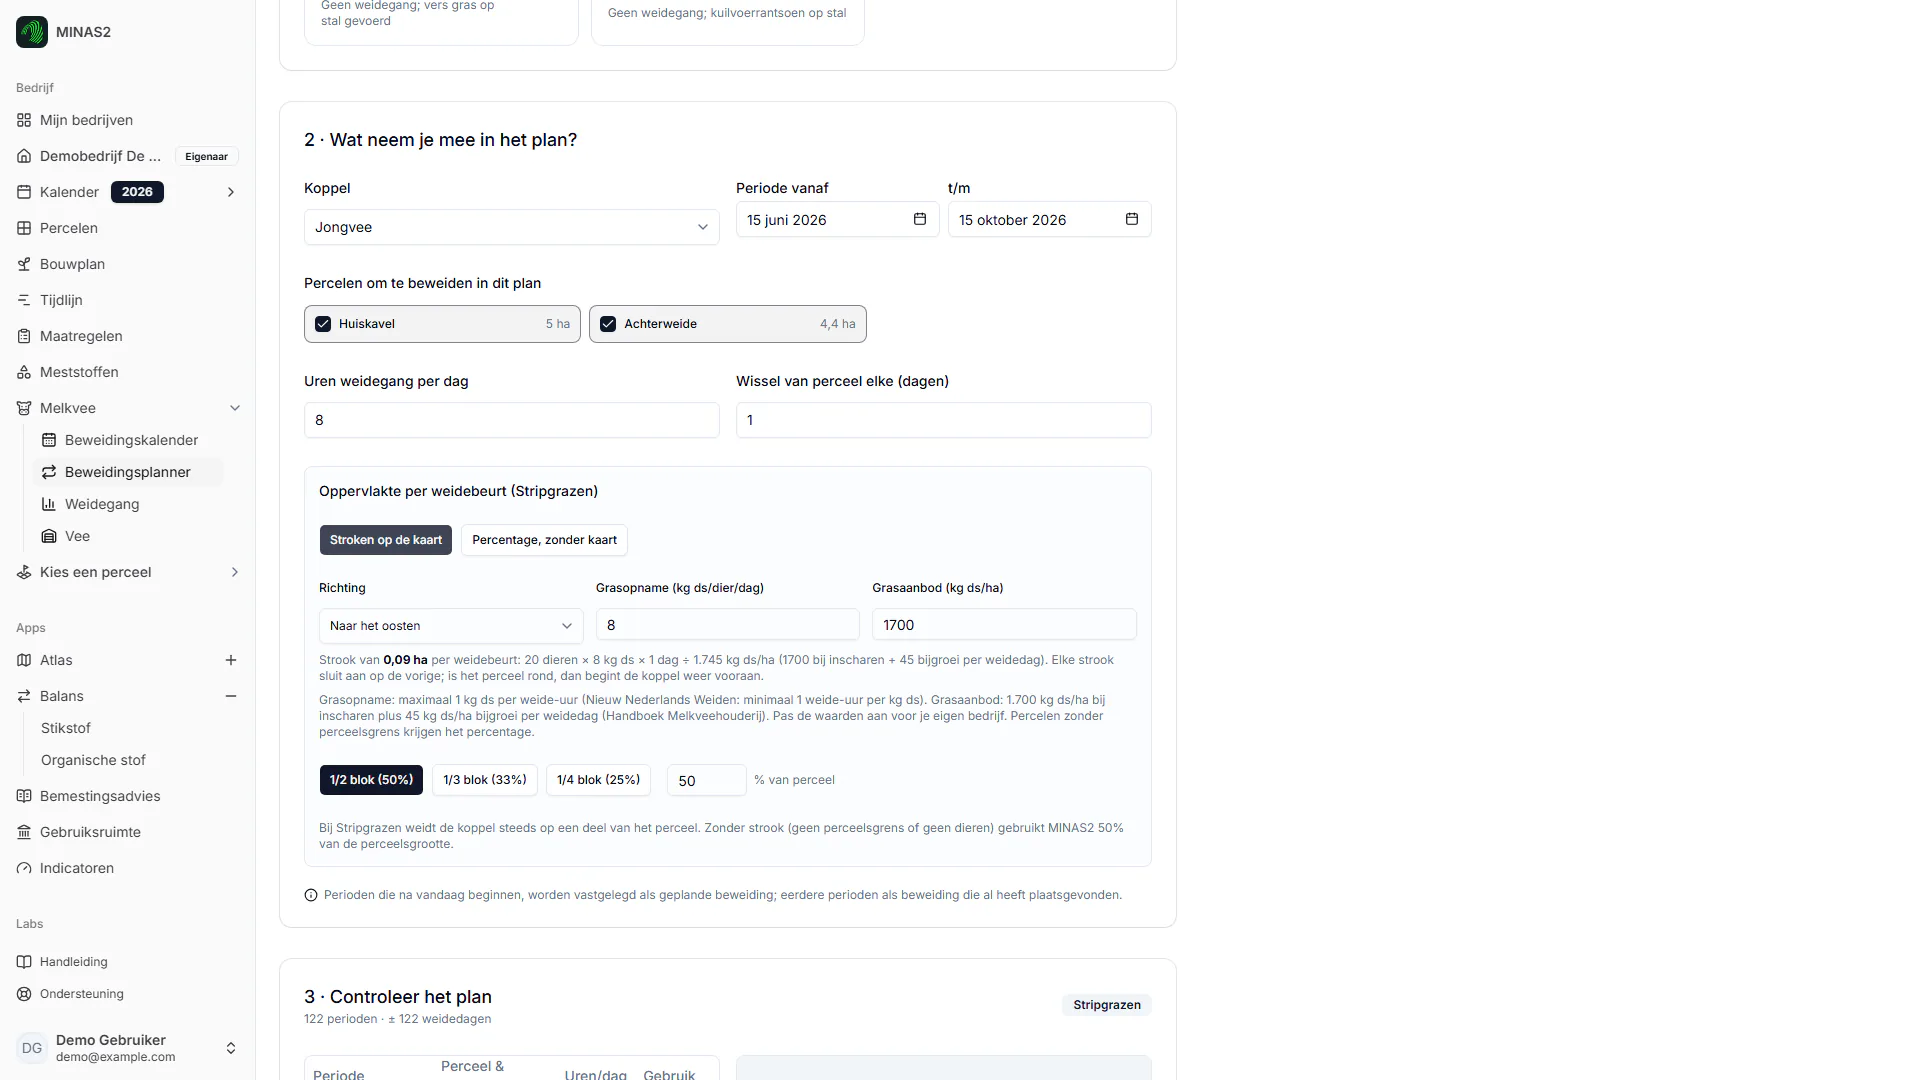 MINAS2
Bedrijf
Mijn bedrijven
Demobedrijf De ...
Eigenaar
Kalender
2026
Percelen
Bouwplan
Tijdlijn
Maatregelen
Meststoffen
Melkvee
Beweidingskalender
Beweidingsplanner
Weidegang
Vee
Kies een perceel
Apps
Atlas
Balans
Stikstof
Organische stof
Bemestingsadvies
Gebruiksruimte
Indicatoren
Labs
Handleiding
Ondersteuning
DG
Demo Gebruiker
demo@example.com
Geen weidegang; vers gras op
stal gevoerd
Geen weidegang; kuilvoerrantsoen op stal
2 · Wat neem je mee in het plan?
Koppel
Periode vanaf
t/m
Jongvee
15 juni 2026
15 oktober 2026
Percelen om te beweiden in dit plan
Huiskavel
5 ha
Achterweide
4,4 ha
Uren weidegang per dag
Wissel van perceel elke (dagen)
8
1
Oppervlakte per weidebeurt (Stripgrazen)
Stroken op de kaart
Percentage, zonder kaart
Richting
Grasopname (kg ds/dier/dag)
Grasaanbod (kg ds/ha)
Naar het oosten
8
1700
Strook van 0,09 ha per weidebeurt: 20 dieren × 8 kg ds × 1 dag ÷ 1.745 kg ds/ha (1700 bij inscharen + 45 bijgroei per weidedag). Elke strook
sluit aan op de vorige; is het perceel rond, dan begint de koppel weer vooraan.
Grasopname: maximaal 1 kg ds per weide-uur (Nieuw Nederlands Weiden: minimaal 1 weide-uur per kg ds). Grasaanbod: 1.700 kg ds/ha bij
inscharen plus 45 kg ds/ha bijgroei per weidedag (Handboek Melkveehouderij). Pas de waarden aan voor je eigen bedrijf. Percelen zonder
perceelsgrens krijgen het percentage.
1/2 blok (50%)
1/3 blok (33%)
1/4 blok (25%)
50
% van perceel
Bij Stripgrazen weidt de koppel steeds op een deel van het perceel. Zonder strook (geen perceelsgrens of geen dieren) gebruikt MINAS2 50%
van de perceelsgrootte.
Perioden die na vandaag beginnen, worden vastgelegd als geplande beweiding; eerdere perioden als beweiding die al heeft plaatsgevonden.
3 · Controleer het plan
122 perioden · ± 122 weidedagen
Stripgrazen
Periode
Perceel &
Uren/dag
Gebruik